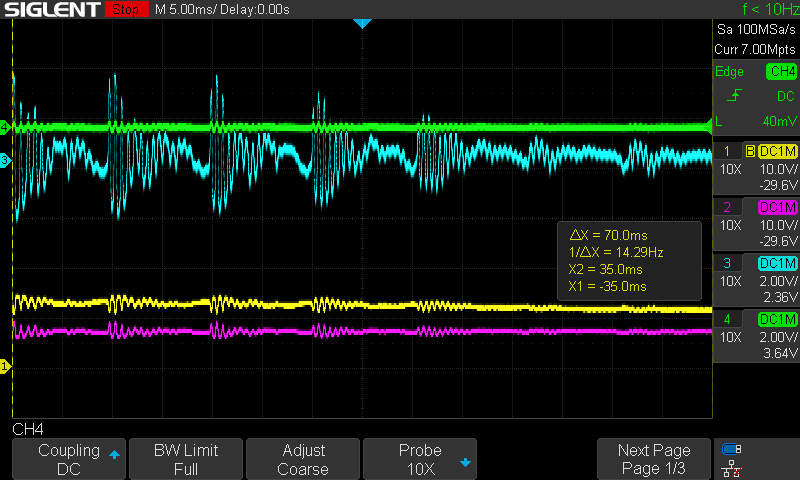 SIGLENT Stop M 5.00ms/ Delay:0.00s f < 10Hz
Sa 100MSa/s
Curr 7.00Mpts
Edge CH4
DC
L 40mV
1 B DC1M
10X 10.0V/
-29.6V
2 DC1M
10X 10.0V/
-29.6V
3 DC1M
10X 2.00V/
2.36V
4 DC1M
10X 2.00V/
3.64V
4
3
1
ΔX = 70.0ms
1/ΔX = 14.29Hz
X2 = 35.0ms
X1 = -35.0ms
CH4
Coupling
DC
BW Limit
Full
Adjust
Coarse
Probe
10X
Next Page
Page 1/3